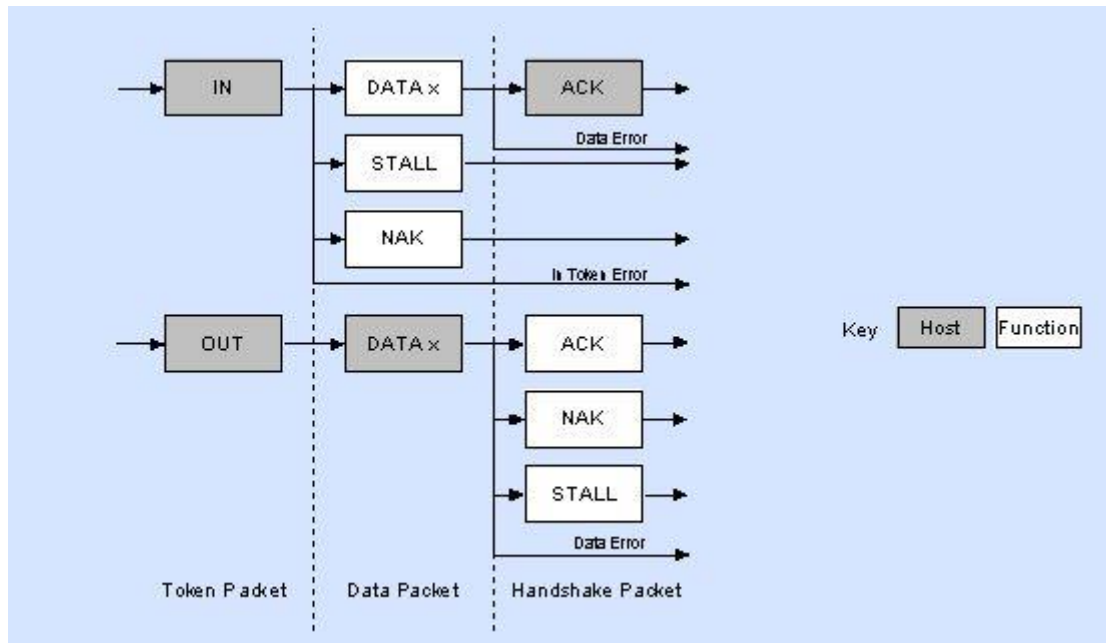 IN
DATA x
ACK
Data Error
STALL
NAK
In Token Error
OUT
DATA x
ACK
Key
Host
Function
NAK
STALL
Data Error
Token Packet
Data Packet
Handshake Packet